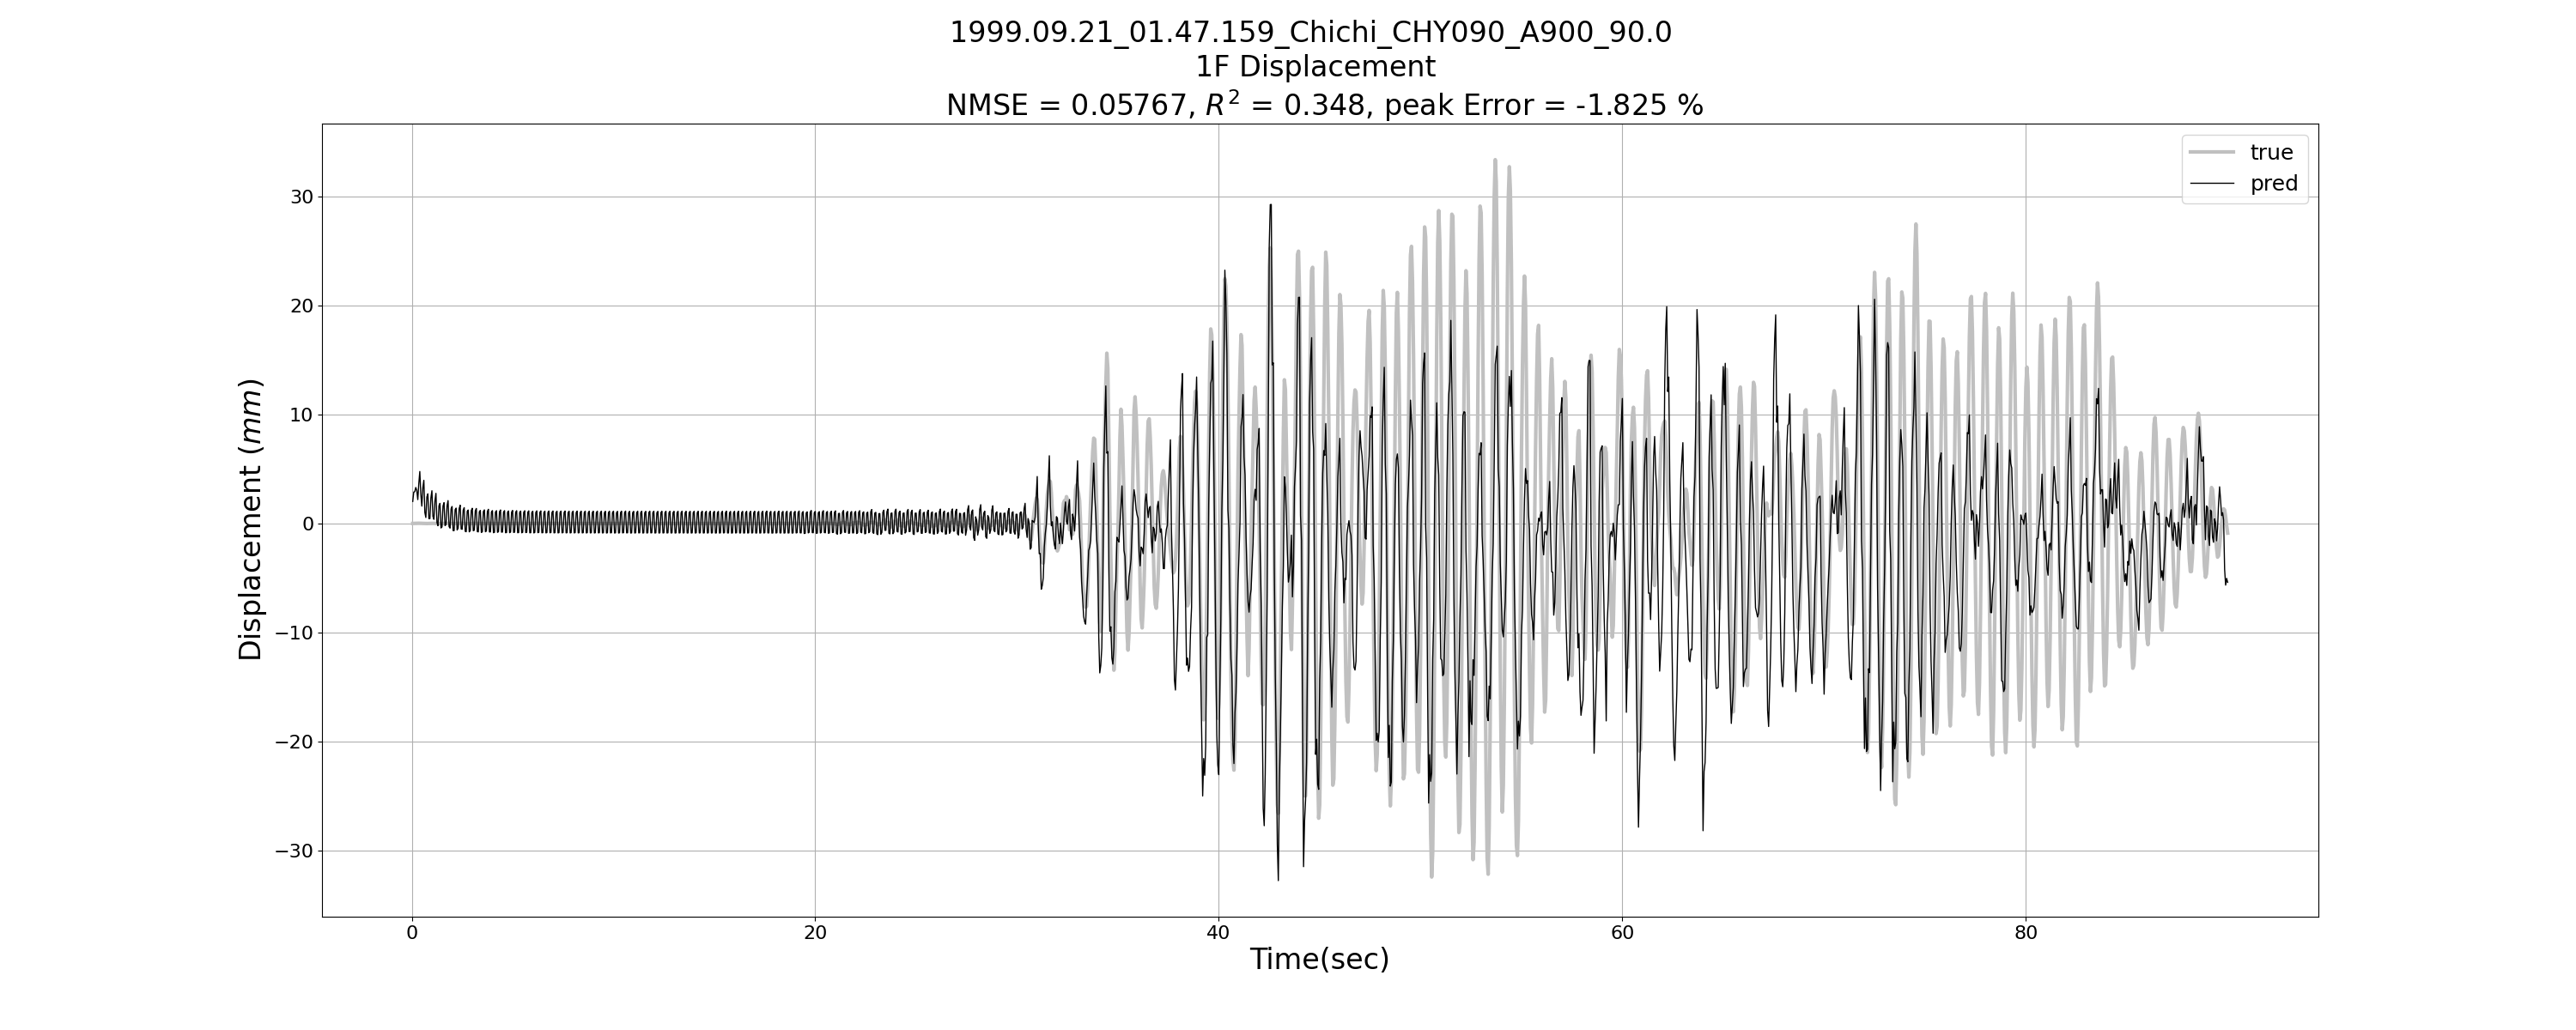 1999.09.21_01.47.159_Chichi_CHY090_A900_90.0
1F Displacement
NMSE = 0.05767, R² = 0.348, peak Error = -1.825 %
true
pred
30
20
10
0
−10
−20
−30
Displacement (mm)
0 20 40 60 80
Time(sec)